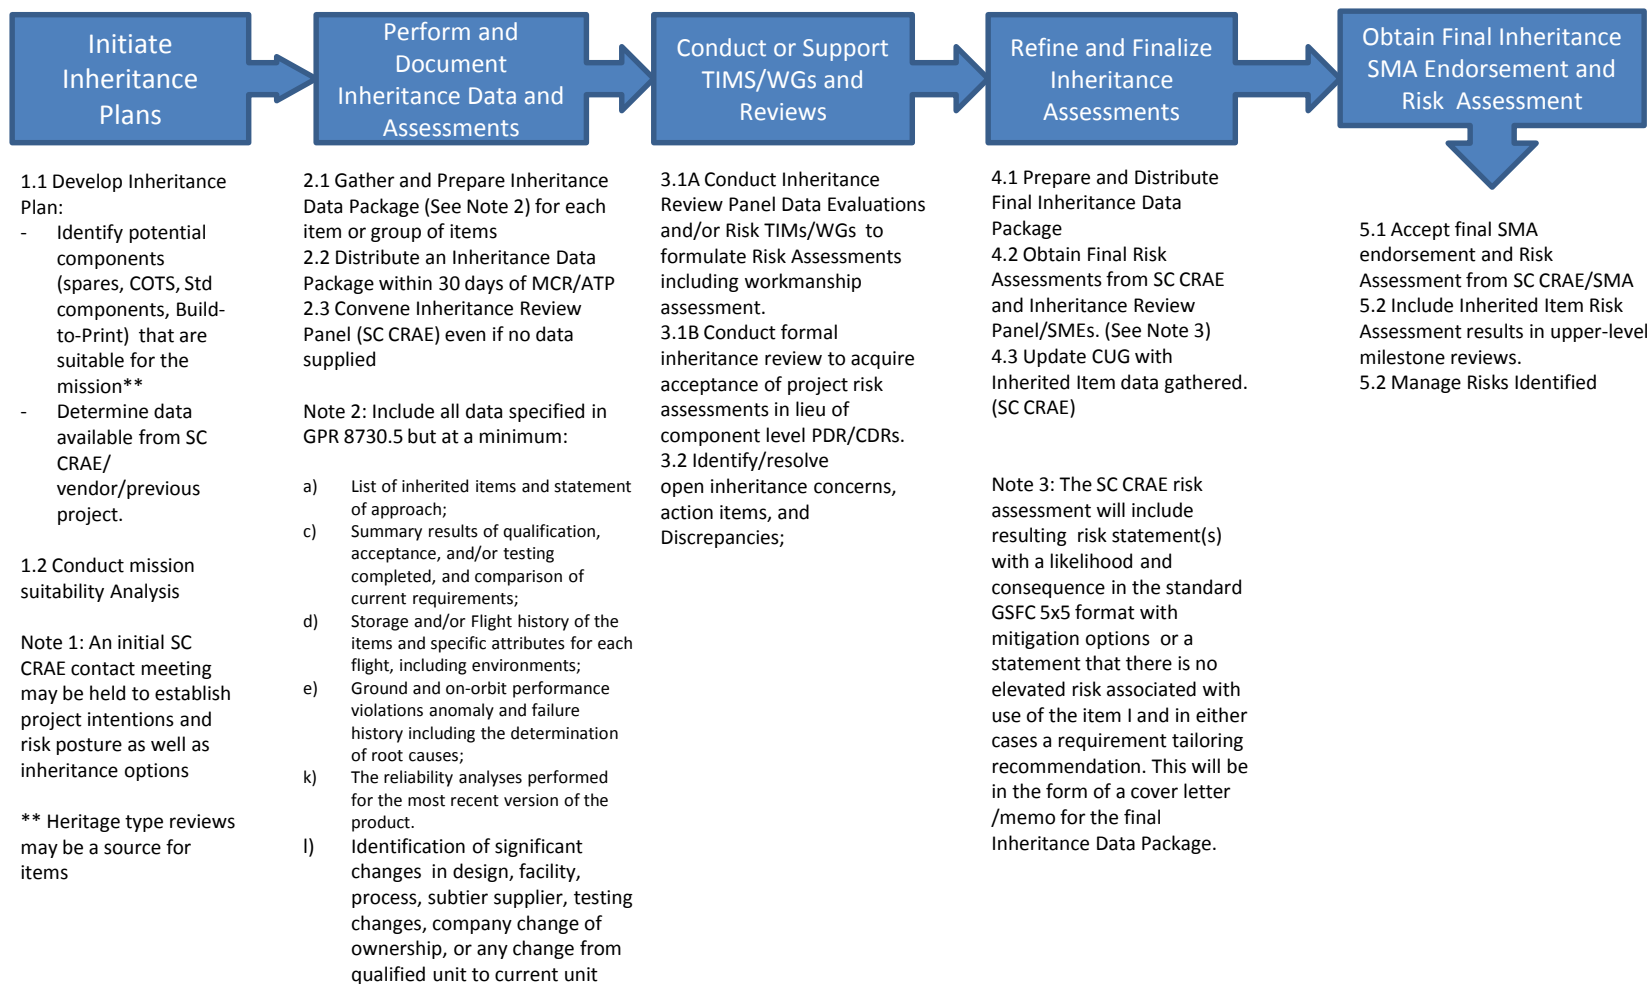 Initiate
Inheritance
Plans
Perform and
Document
Inheritance Data and
Assessments
Conduct or Support
TIMS/WGs and
Reviews
Refine and Finalize
Inheritance
Assessments
Obtain Final Inheritance
SMA Endorsement and
Risk Assessment
1.1 Develop Inheritance
Plan:
- Identify potential
components
(spares, COTS, Std
components, Build-
to-Print) that are
suitable for the
mission**
- Determine data
available from SC
CRAE/
vendor/previous
project.
1.2 Conduct mission
suitability Analysis
Note 1: An initial SC
CRAE contact meeting
may be held to establish
project intentions and
risk posture as well as
inheritance options
** Heritage type reviews
may be a source for
items
2.1 Gather and Prepare Inheritance
Data Package (See Note 2) for each
item or group of items
2.2 Distribute an Inheritance Data
Package within 30 days of MCR/ATP
2.3 Convene Inheritance Review
Panel (SC CRAE) even if no data
supplied
Note 2: Include all data specified in
GPR 8730.5 but at a minimum:
a) List of inherited items and statement
of approach;
c) Summary results of qualification,
acceptance, and/or testing
completed, and comparison of
current requirements;
d) Storage and/or Flight history of the
items and specific attributes for each
flight, including environments;
e) Ground and on-orbit performance
violations anomaly and failure
history including the determination
of root causes;
k) The reliability analyses performed
for the most recent version of the
product.
l) Identification of significant
changes in design, facility,
process, subtier supplier, testing
changes, company change of
ownership, or any change from
qualified unit to current unit
3.1A Conduct Inheritance
Review Panel Data Evaluations
and/or Risk TIMs/WGs to
formulate Risk Assessments
including workmanship
assessment.
3.1B Conduct formal
inheritance review to acquire
acceptance of project risk
assessments in lieu of
component level PDR/CDRs.
3.2 Identify/resolve
open inheritance concerns,
action items, and
Discrepancies;
4.1 Prepare and Distribute
Final Inheritance Data
Package
4.2 Obtain Final Risk
Assessments from SC CRAE
and Inheritance Review
Panel/SMEs. (See Note 3)
4.3 Update CUG with
Inherited Item data gathered.
(SC CRAE)
Note 3: The SC CRAE risk
assessment will include
resulting risk statement(s)
with a likelihood and
consequence in the standard
GSFC 5x5 format with
mitigation options or a
statement that there is no
elevated risk associated with
use of the item I and in either
cases a requirement tailoring
recommendation. This will be
in the form of a cover letter
/memo for the final
Inheritance Data Package.
5.1 Accept final SMA
endorsement and Risk
Assessment from SC CRAE/SMA
5.2 Include Inherited Item Risk
Assessment results in upper-level
milestone reviews.
5.2 Manage Risks Identified